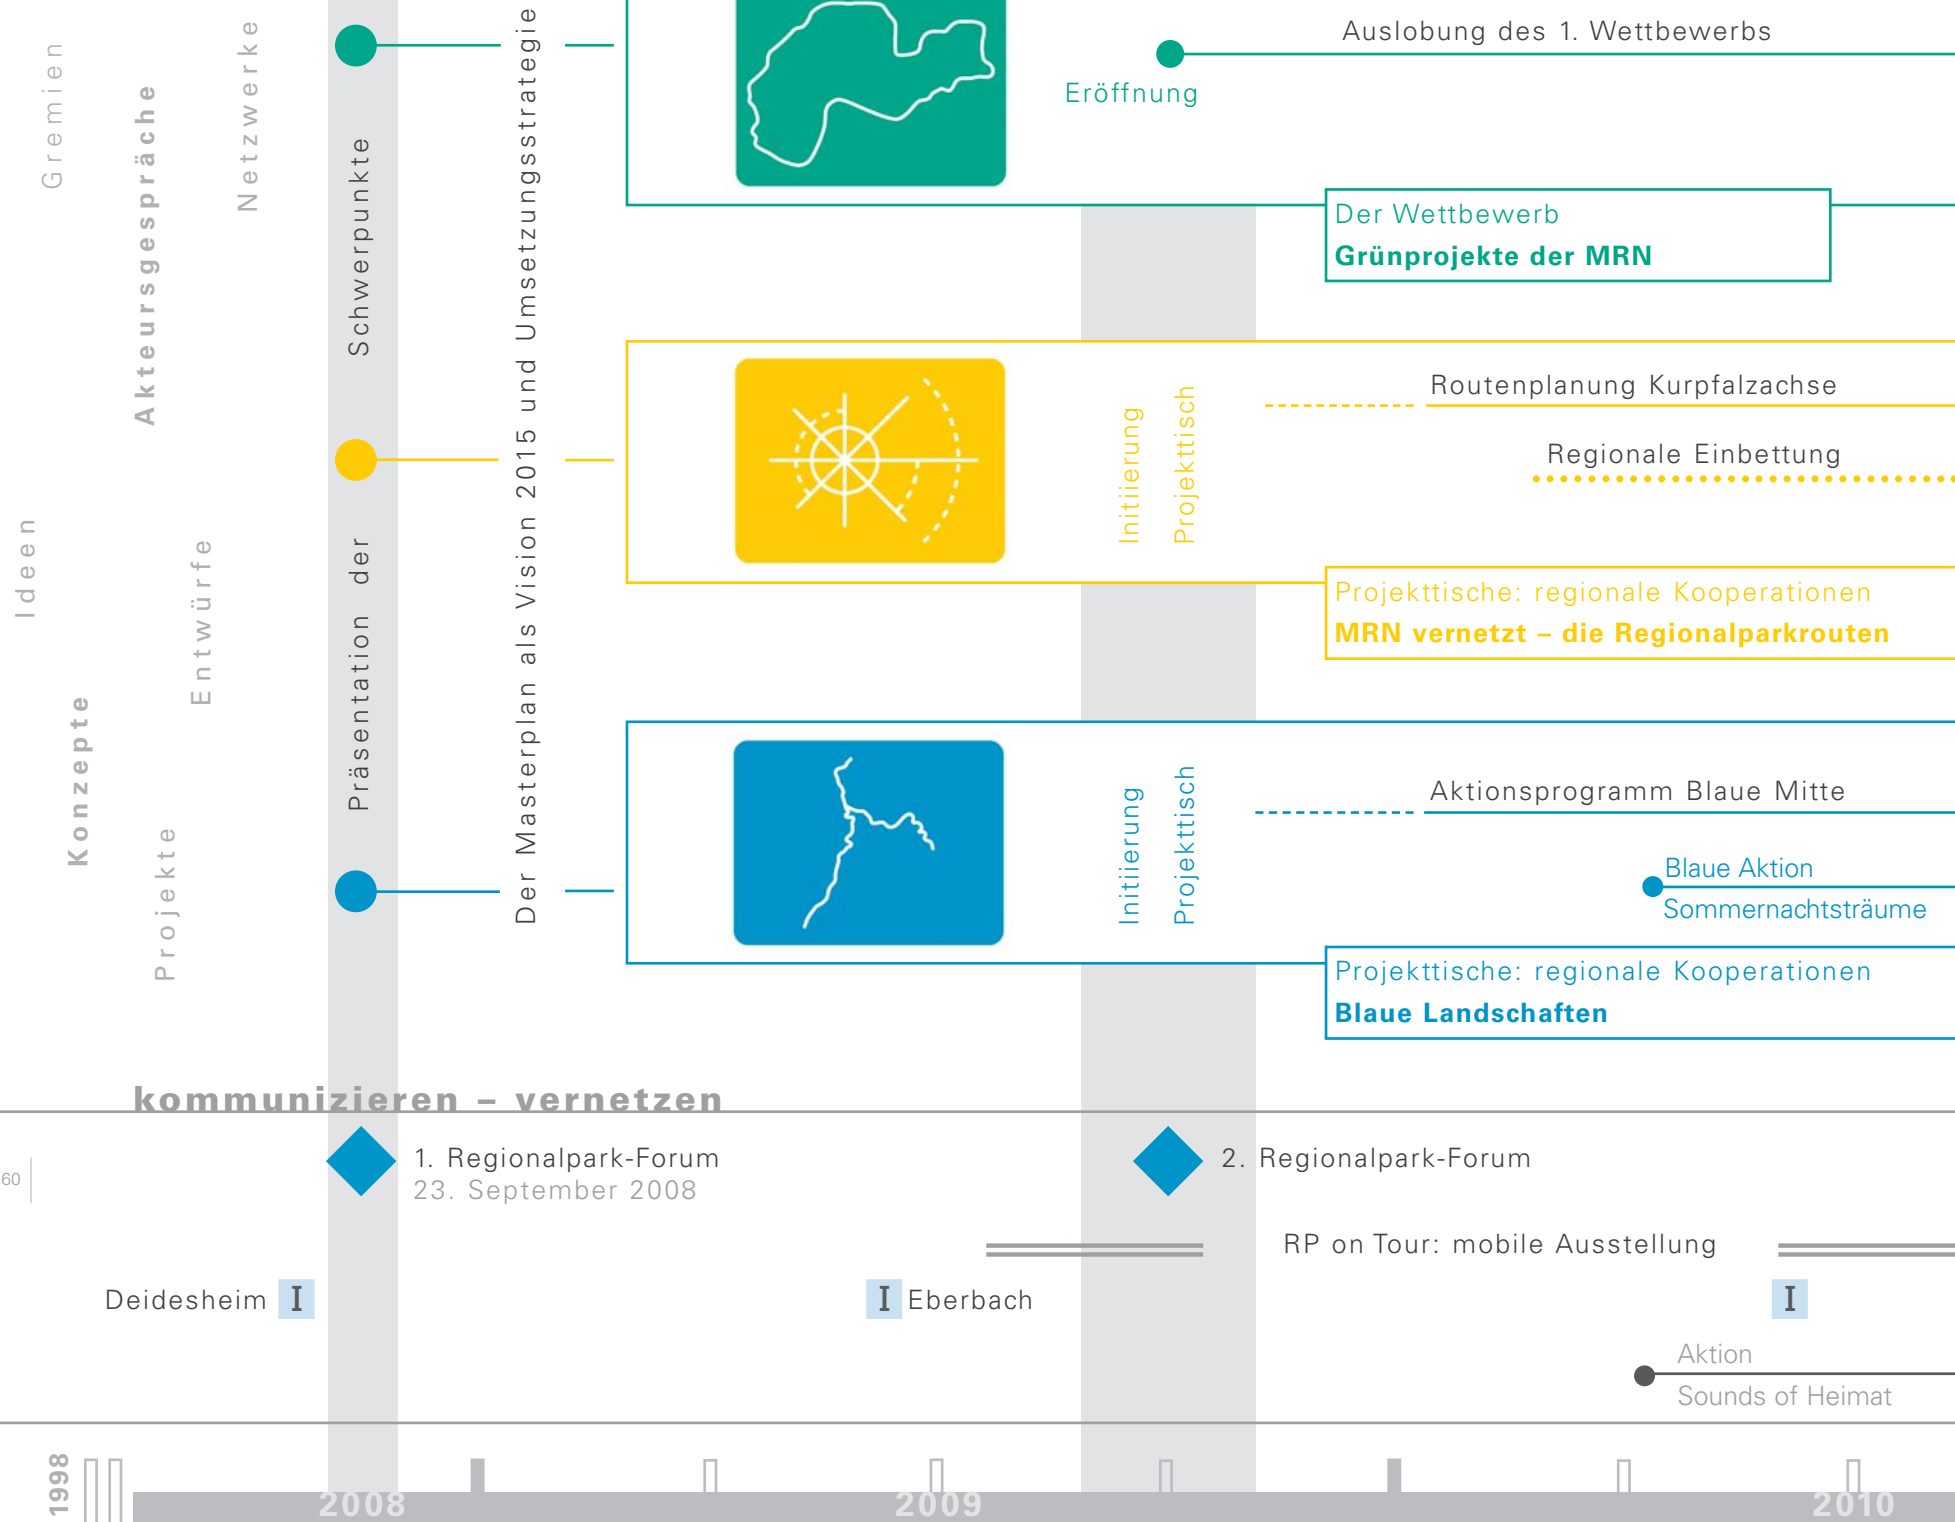 Gremien
Akteursgespräche
Netzwerke
Ideen
Entwürfe
Konzepte
Projekte
Präsentation der Schwerpunkte
Der Masterplan als Vision 2015 und Umsetzungsstrategie
Auslobung des 1. Wettbewerbs
Eröffnung
Der Wettbewerb
Grünprojekte der MRN
Initiierung
Projekttisch
Routenplanung Kurpfalzachse
Regionale Einbettung
Projekttische: regionale Kooperationen
MRN vernetzt – die Regionalparkrouten
Initiierung
Projekttisch
Aktionsprogramm Blaue Mitte
Blaue Aktion
Sommernachtsträume
Projekttische: regionale Kooperationen
Blaue Landschaften
kommunizieren – vernetzen
1. Regionalpark-Forum
23. September 2008
2. Regionalpark-Forum
60
RP on Tour: mobile Ausstellung
Deidesheim I
I Eberbach
I
Aktion
Sounds of Heimat
1998
2008
2009
2010